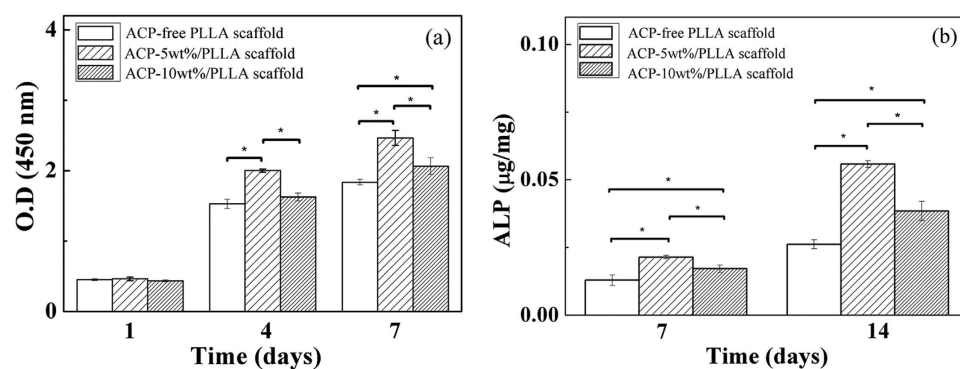 ACP-free PLLA scaffold
ACP-5wt%/PLLA scaffold
ACP-10wt%/PLLA scaffold
(a)
* * * * *
O.D (450 nm)
4
2
0
1 4 7
Time (days)
ACP-free PLLA scaffold
ACP-5wt%/PLLA scaffold
ACP-10wt%/PLLA scaffold
(b)
* * * * * *
ALP (μg/mg)
0.10
0.05
0.00
7 14
Time (days)